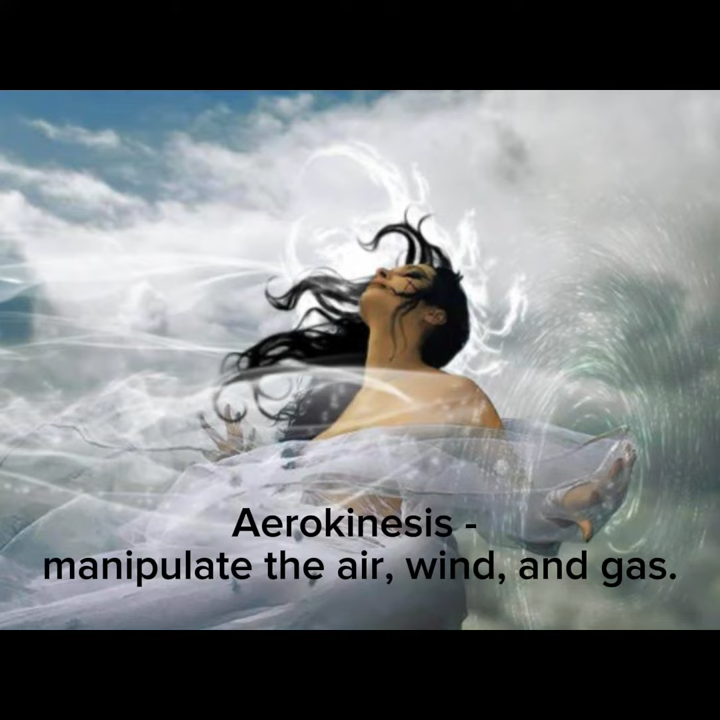 Aerokinesis -
manipulate the air, wind, and gas.